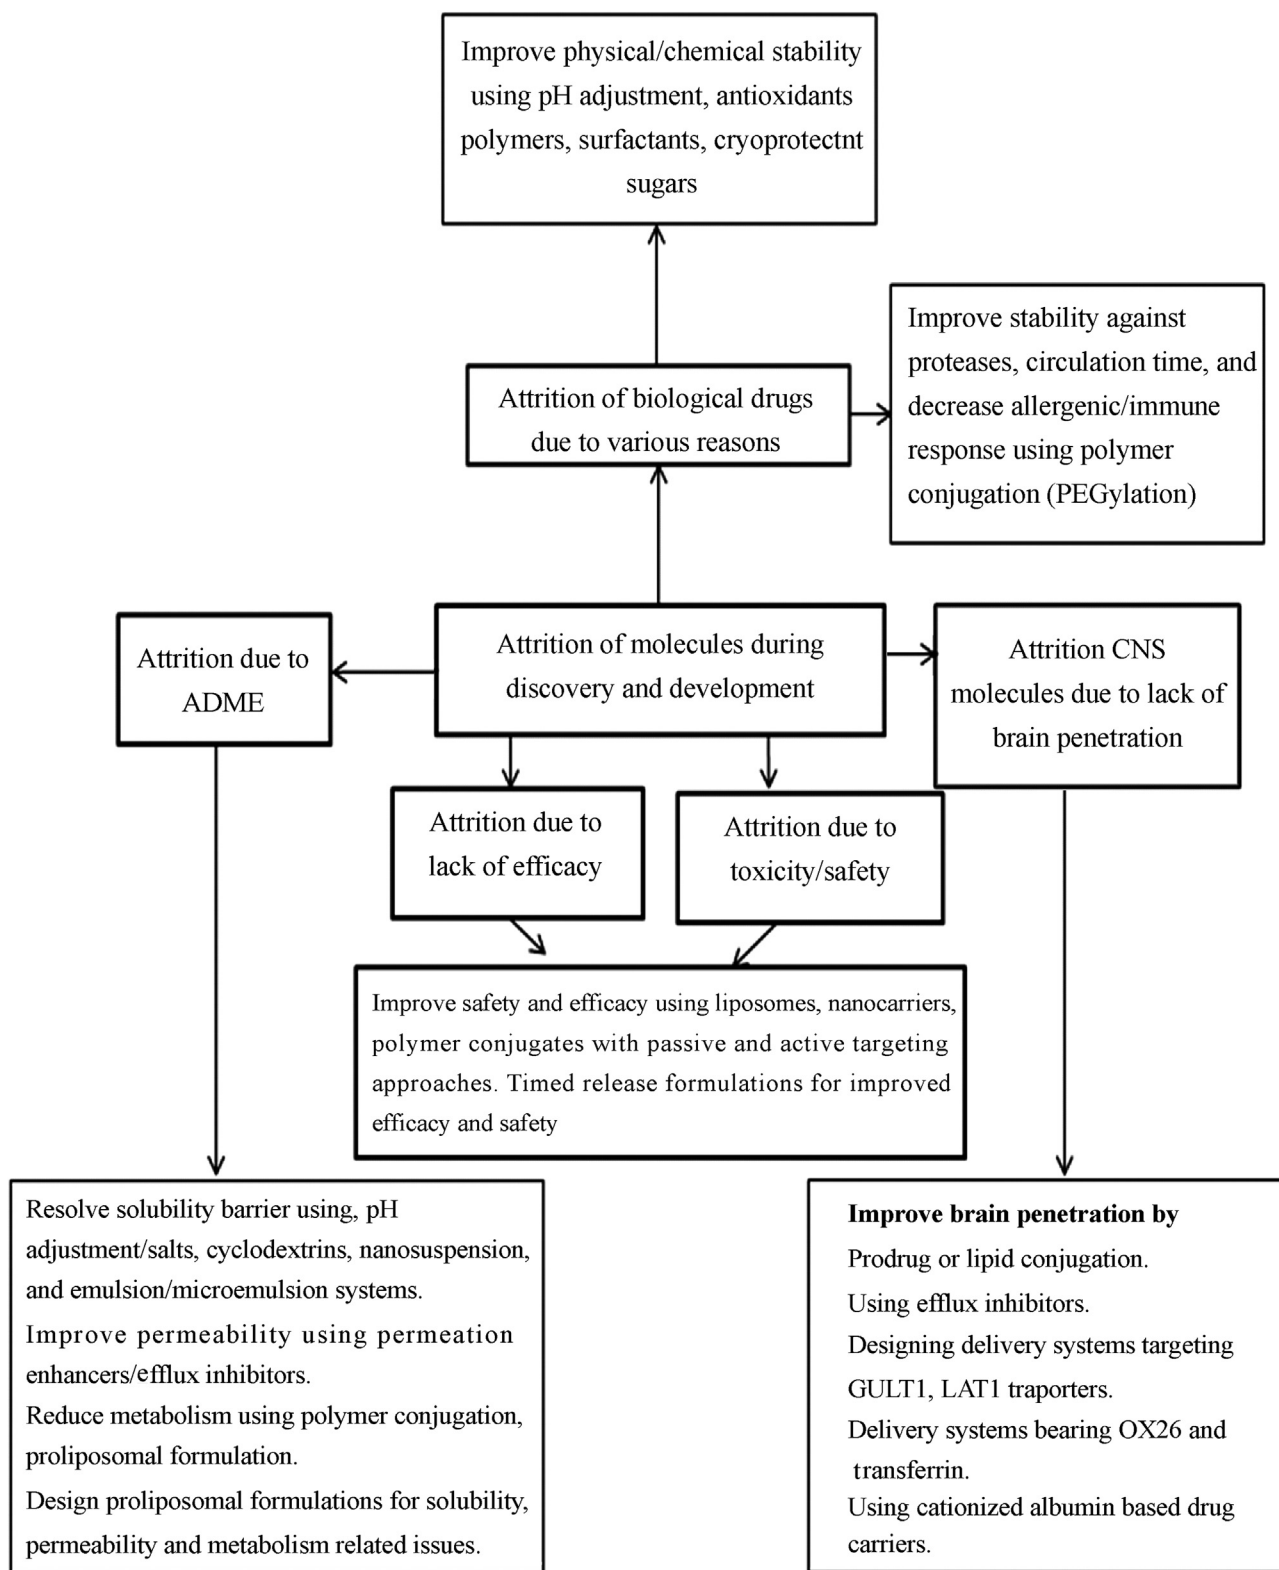 Improve physical/chemical stability
using pH adjustment, antioxidants
polymers, surfactants, cryoprotectnt
sugars
Improve stability against
proteases, circulation time, and
decrease allergenic/immune
response using polymer
conjugation (PEGylation)
Attrition of biological drugs
due to various reasons
Attrition due to
ADME
Attrition of molecules during
discovery and development
Attrition CNS
molecules due to lack of
brain penetration
Attrition due to
lack of efficacy
Attrition due to
toxicity/safety
Improve safety and efficacy using liposomes, nanocarriers,
polymer conjugates with passive and active targeting
approaches. Timed release formulations for improved
efficacy and safety
Resolve solubility barrier using, pH
adjustment/salts, cyclodextrins, nanosuspension,
and emulsion/microemulsion systems.
Improve permeability using permeation
enhancers/efflux inhibitors.
Reduce metabolism using polymer conjugation,
proliposomal formulation.
Design proliposomal formulations for solubility,
permeability and metabolism related issues.
Improve brain penetration by
Prodrug or lipid conjugation.
Using efflux inhibitors.
Designing delivery systems targeting
GULT1, LAT1 traporters.
Delivery systems bearing OX26 and
transferrin.
Using cationized albumin based drug
carriers.